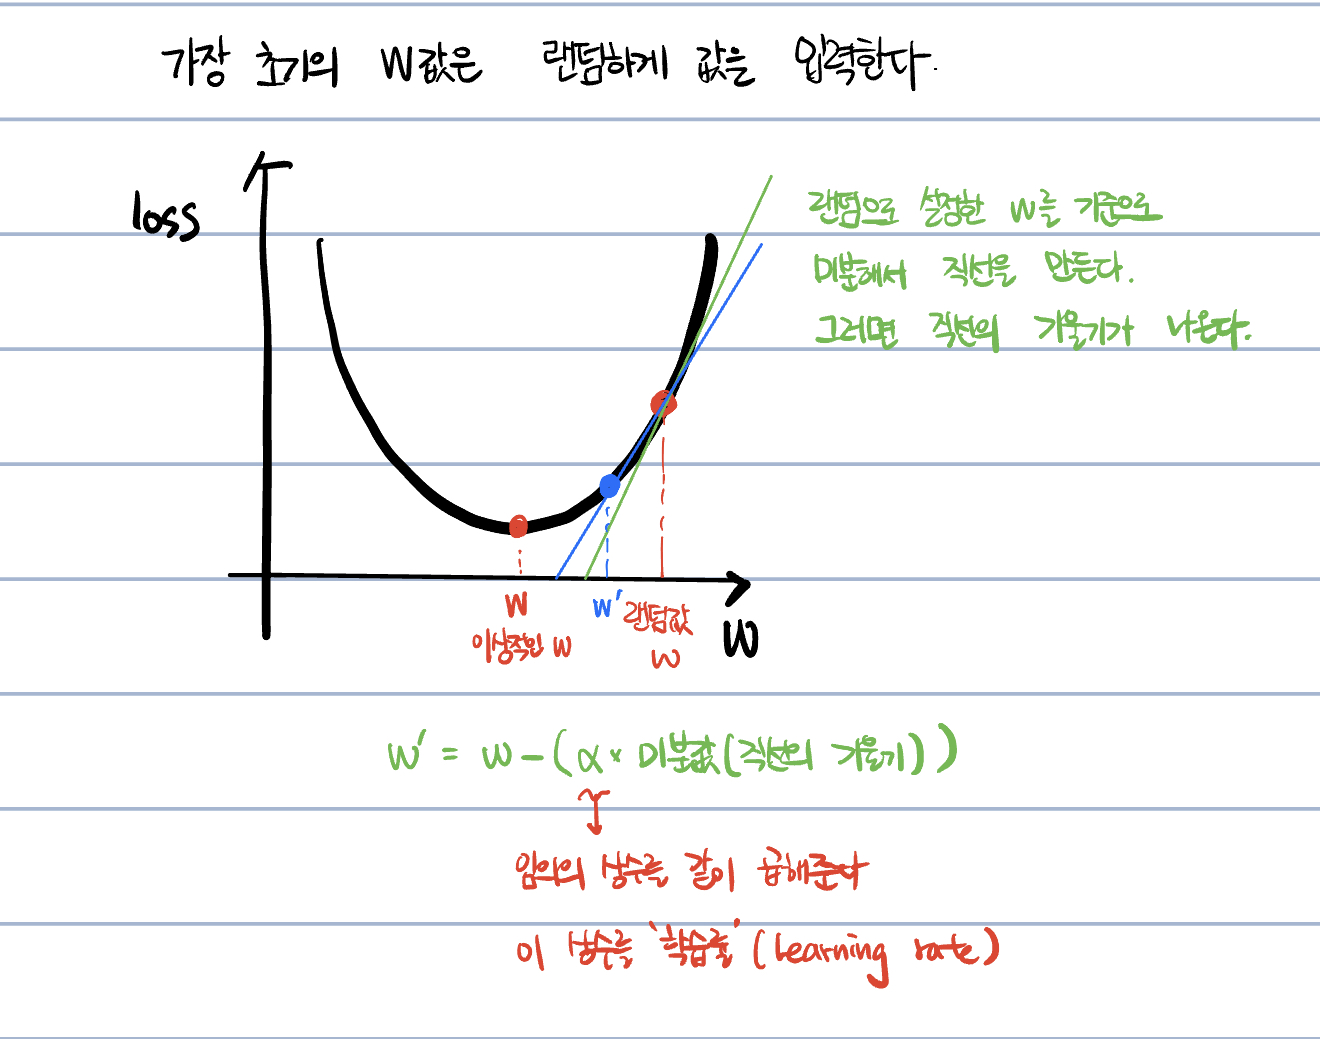 가장 초기의 W값은 랜덤하게 값을 입력한다.
loss
랜덤으로 설정한 w를 기준으로
미분해서 직선을 만든다.
그러면 직선의 기울기가 나온다.
w
이상적인 w
w'
랜덤값
w
W
w' = w - (α × 미분값(직선의 기울기))
임의의 상수를 같이 곱해준다
이 상수를 '학습률' (learning rate)